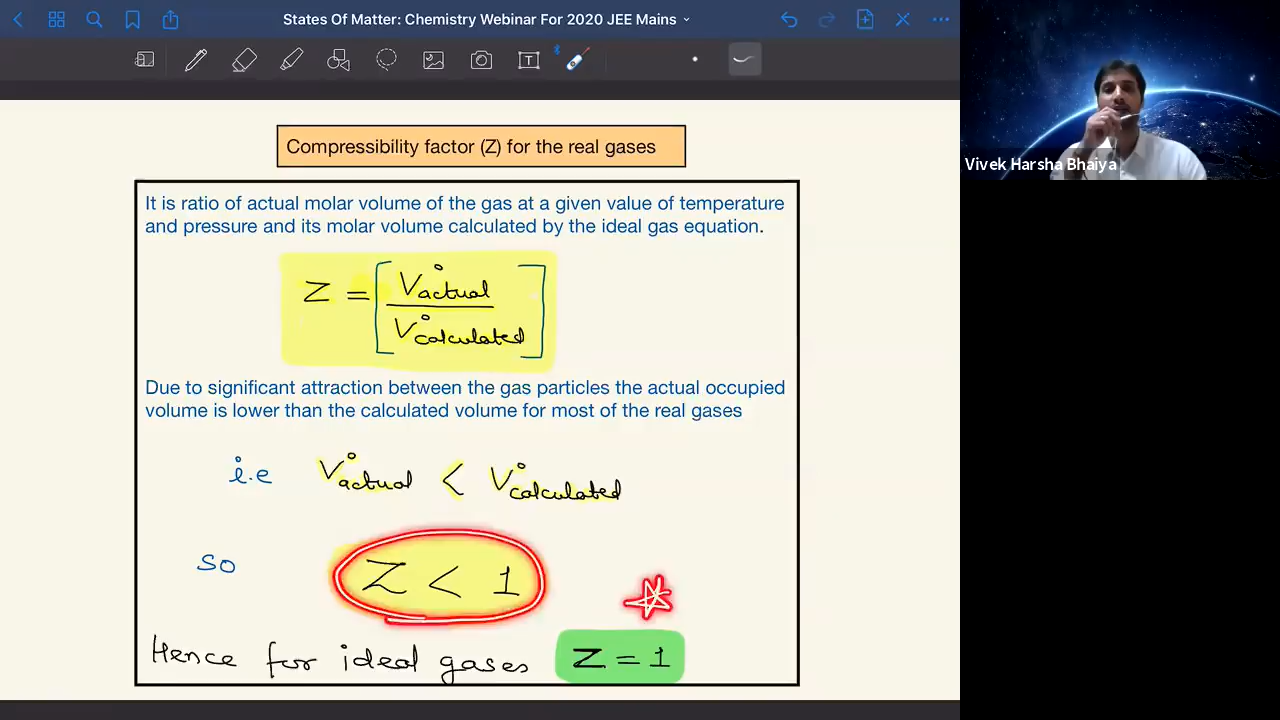 States Of Matter: Chemistry Webinar For 2020 JEE Mains
T
Vivek Harsha Bhaiya
Compressibility factor (Z) for the real gases
It is ratio of actual molar volume of the gas at a given value of temperature
and pressure and its molar volume calculated by the ideal gas equation.
Z = [V°actual / V°calculated]
Due to significant attraction between the gas particles the actual occupied
volume is lower than the calculated volume for most of the real gases
i.e V°actual < V°calculated
so Z < 1
Hence for ideal gases Z = 1